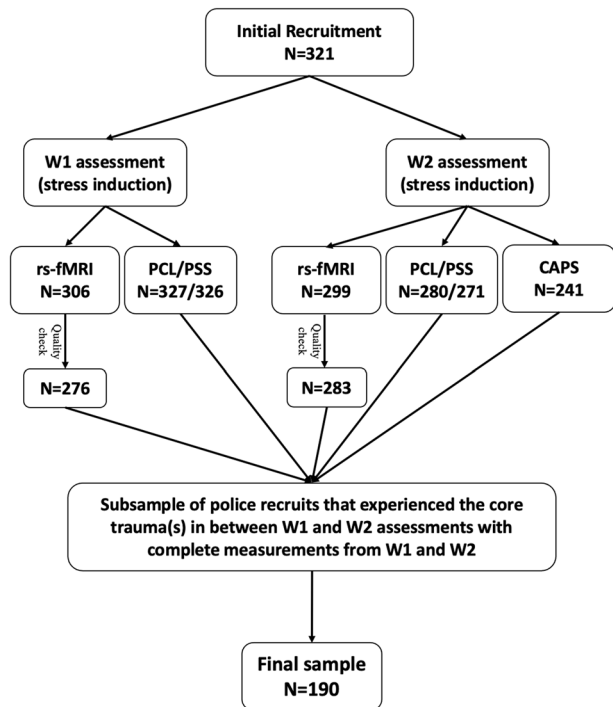 Initial Recruitment
N=321
W1 assessment
(stress induction)
W2 assessment
(stress induction)
rs-fMRI
N=306
PCL/PSS
N=327/326
rs-fMRI
N=299
PCL/PSS
N=280/271
CAPS
N=241
Quality
check
Quality
check
N=276
N=283
Subsample of police recruits that experienced the core
trauma(s) in between W1 and W2 assessments with
complete measurements from W1 and W2
Final sample
N=190